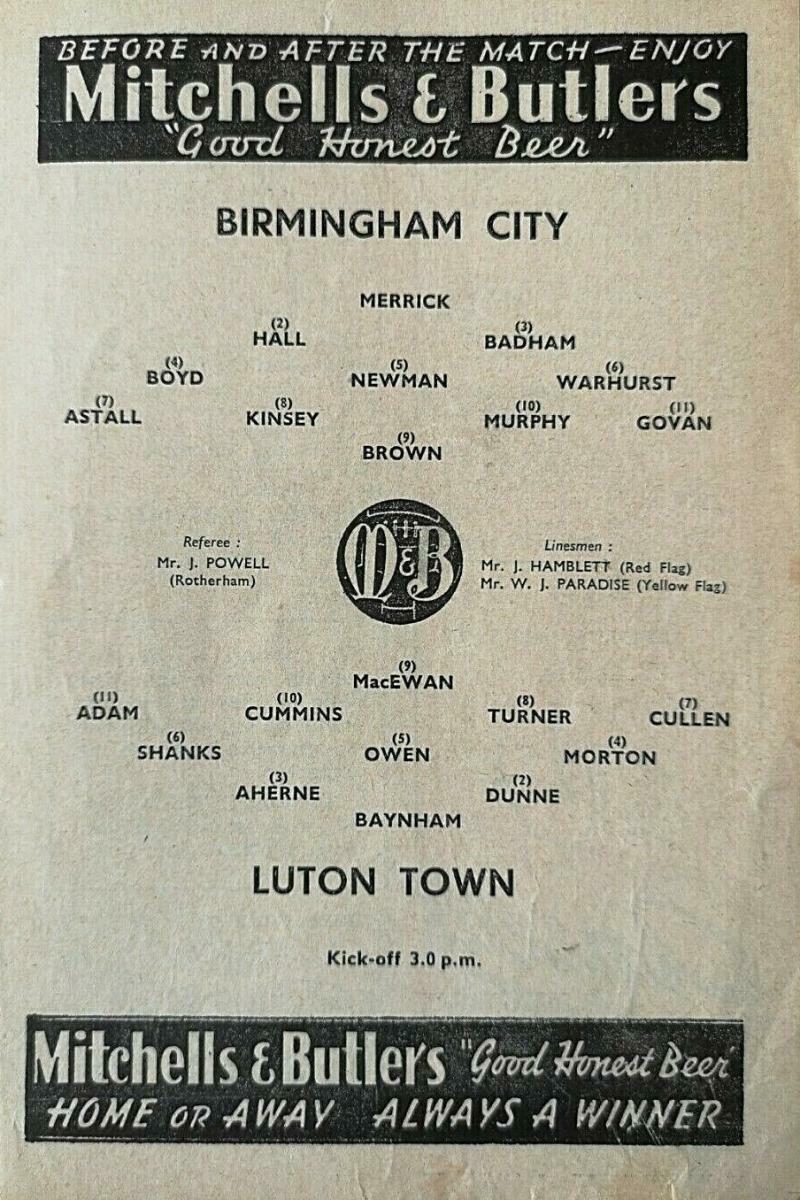 BEFORE AND AFTER THE MATCH—ENJOY
Mitchells & Butlers
"Good Honest Beer"
BIRMINGHAM CITY
MERRICK
(2) (3)
HALL BADHAM
(4) (5) (6)
BOYD NEWMAN WARHURST
(7) (8) (10) (11)
ASTALL KINSEY MURPHY GOVAN
(9)
BROWN
Referee :
Mr. J. POWELL
(Rotherham)
M&B
Linesmen :
Mr. J. HAMBLETT (Red Flag)
Mr. W. J. PARADISE (Yellow Flag)
(9)
MacEWAN
(11) (10) (8) (7)
ADAM CUMMINS TURNER CULLEN
(6) (5) (4)
SHANKS OWEN MORTON
(3) (2)
AHERNE DUNNE
BAYNHAM
LUTON TOWN
Kick-off 3.0 p.m.
Mitchells & Butlers "Good Honest Beer"
HOME OR AWAY ALWAYS A WINNER